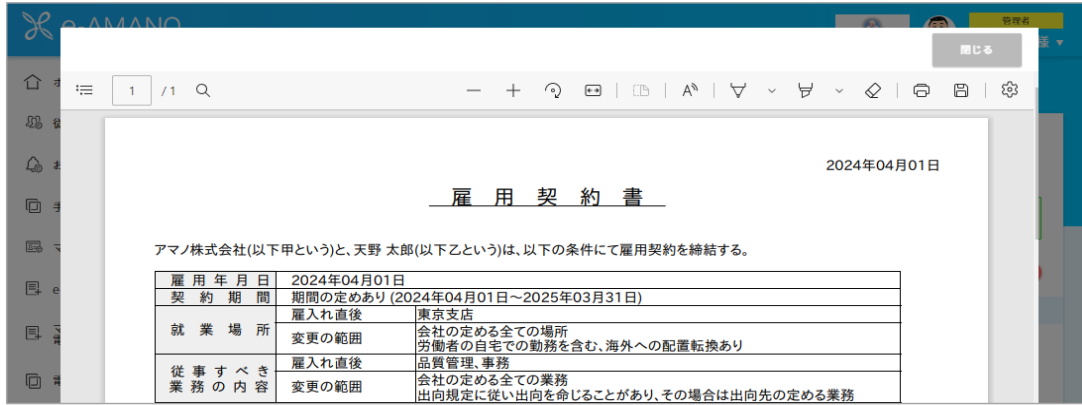 e-AMANO
管理者
様 ▼
閉じる
1 / 1
2024年04月01日
雇 用 契 約 書
アマノ株式会社(以下甲という)と、天野 太郎(以下乙という)は、以下の条件にて雇用契約を締結する。
雇 用 年 月 日 2024年04月01日
契 約 期 間 期間の定めあり (2024年04月01日～2025年03月31日)
就 業 場 所 雇入れ直後 東京支店
変更の範囲 会社の定める全ての場所
労働者の自宅での勤務を含む、海外への配置転換あり
従 事 す べ き
業 務 の 内 容
雇入れ直後 品質管理、事務
変更の範囲 会社の定める全ての業務
出向規定に従い出向を命じることがあり、その場合は出向先の定める業務